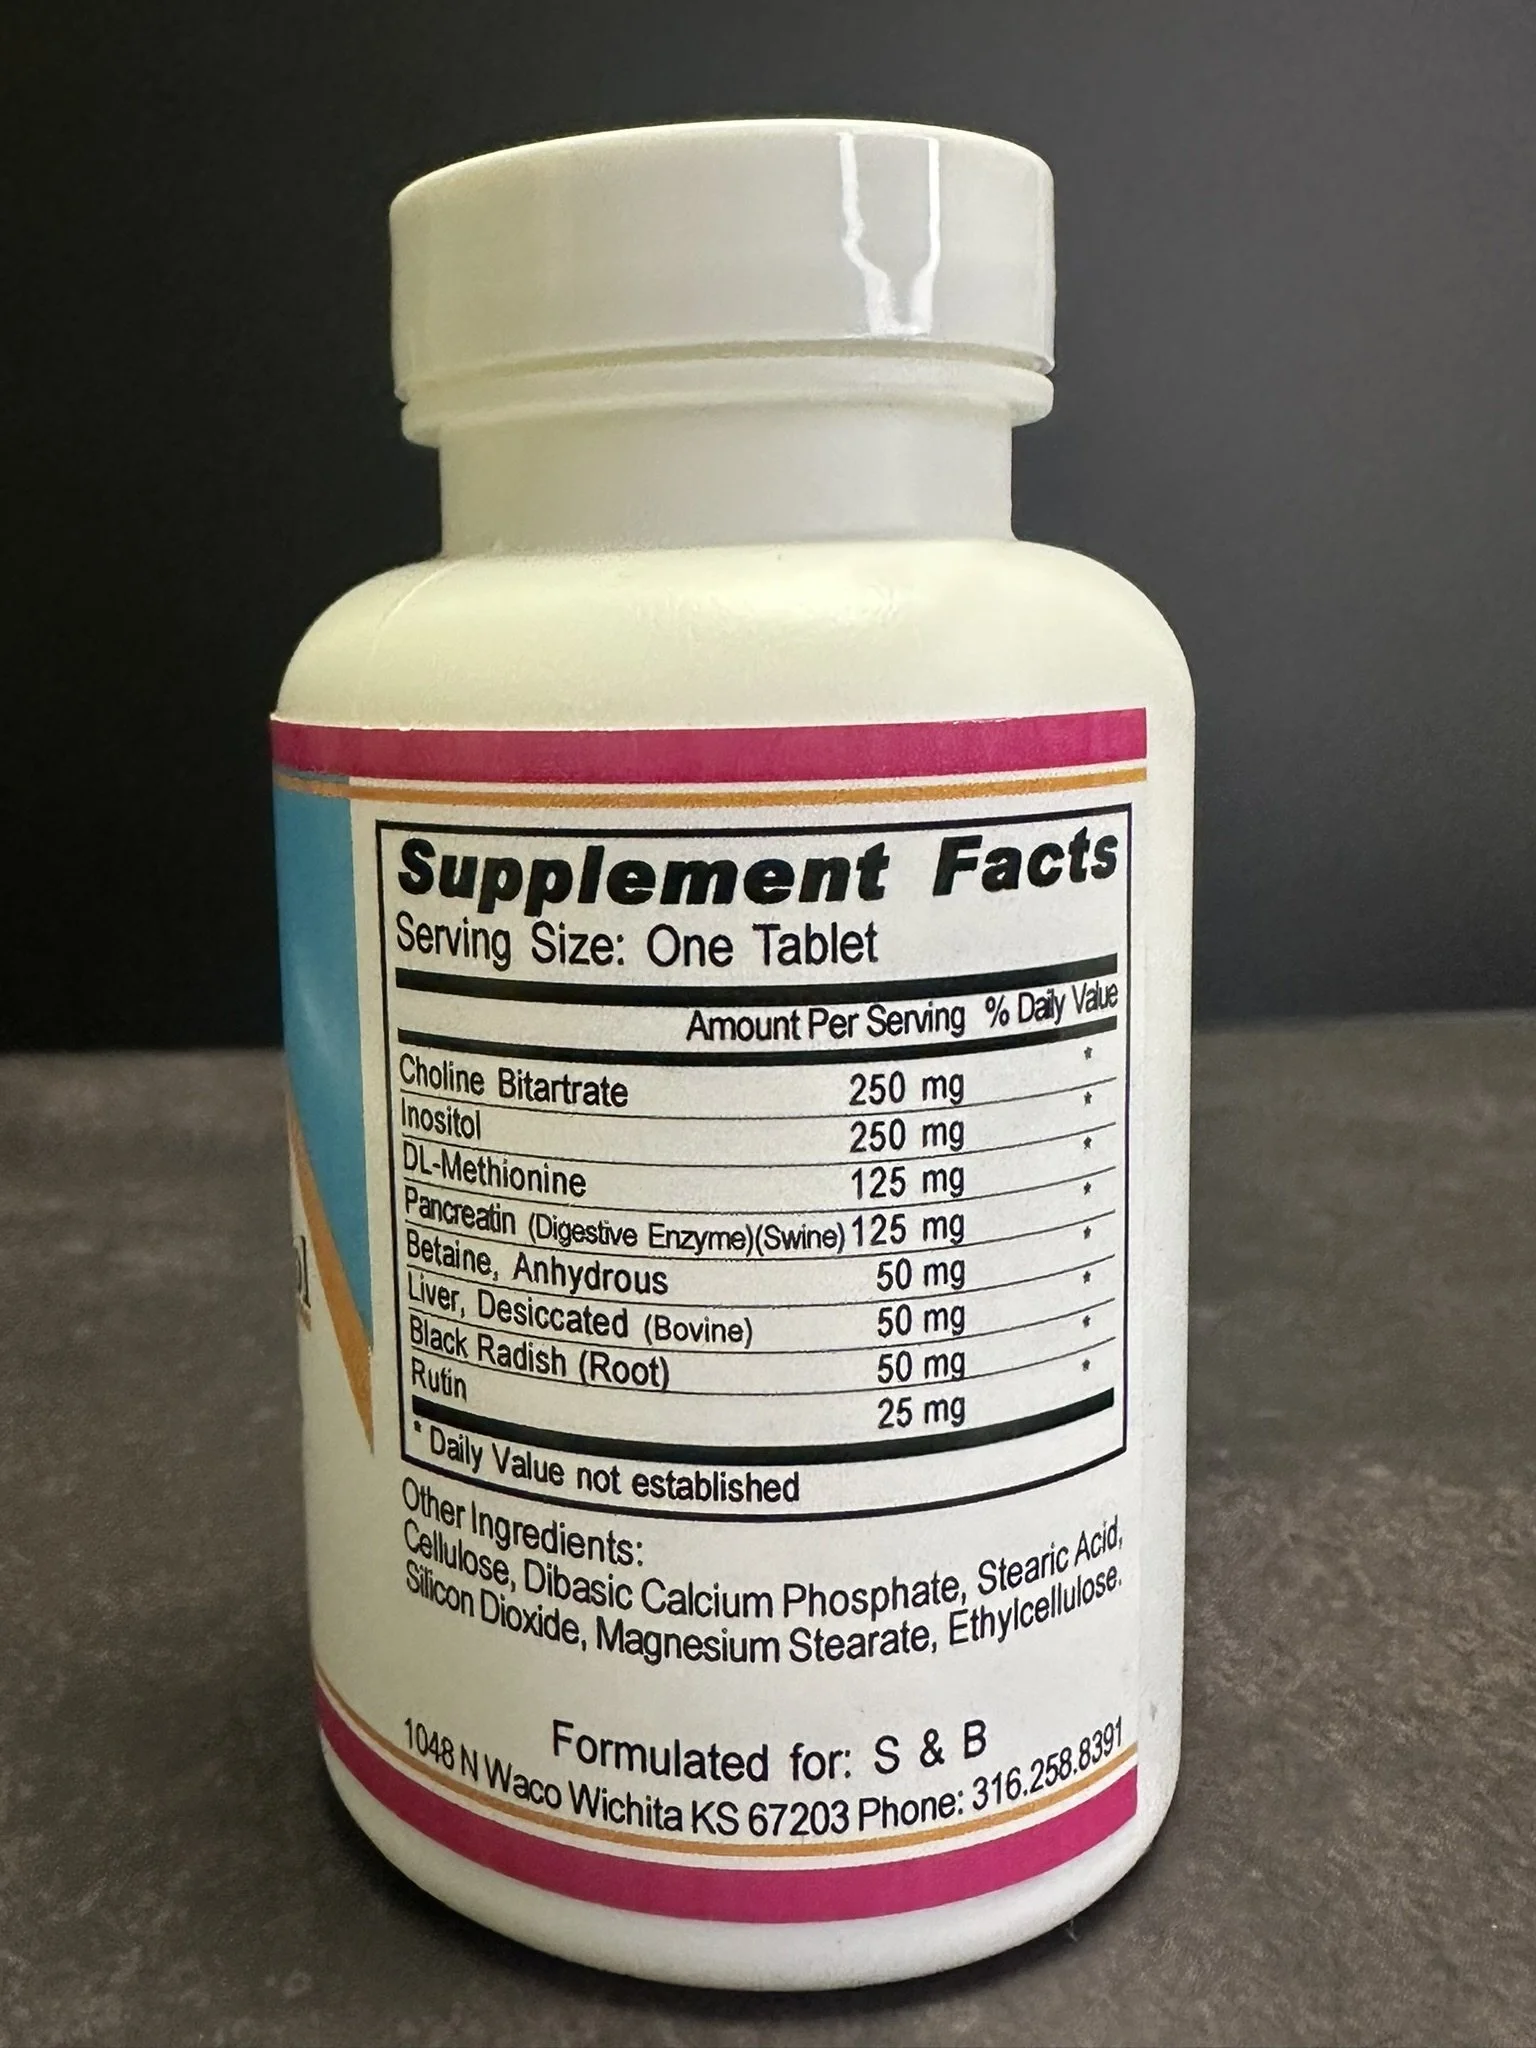 Supplement Facts
Serving Size: One Tablet
Amount Per Serving % Daily Value
Choline Bitartrate 250 mg *
Inositol 250 mg *
DL-Methionine 125 mg *
Pancreatin (Digestive Enzyme)(Swine) 125 mg *
Betaine, Anhydrous 50 mg *
Liver, Desiccated (Bovine) 50 mg *
Black Radish (Root) 50 mg *
Rutin 25 mg *
* Daily Value not established
Other Ingredients:
Cellulose, Dibasic Calcium Phosphate, Stearic Acid,
Silicon Dioxide, Magnesium Stearate, Ethylcellulose.
Formulated for: S & B
1048 N Waco Wichita KS 67203 Phone: 316.258.8391